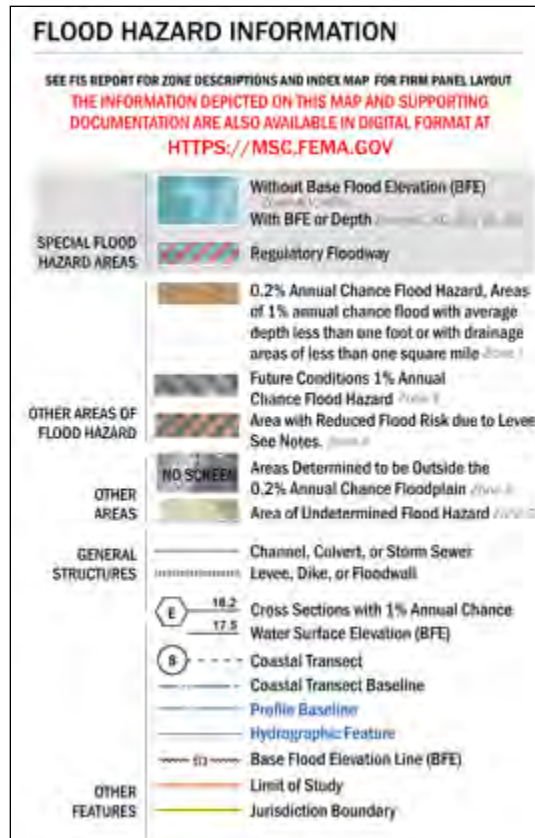 FLOOD HAZARD INFORMATION
SEE FIS REPORT FOR ZONE DESCRIPTIONS AND INDEX MAP FOR FIRM PANEL LAYOUT
THE INFORMATION DEPICTED ON THIS MAP AND SUPPORTING
DOCUMENTATION ARE ALSO AVAILABLE IN DIGITAL FORMAT AT
HTTPS://MSC.FEMA.GOV
SPECIAL FLOOD
HAZARD AREAS
Without Base Flood Elevation (BFE)
With BFE or Depth
Regulatory Floodway
OTHER AREAS OF
FLOOD HAZARD
0.2% Annual Chance Flood Hazard, Areas
of 1% annual chance flood with average
depth less than one foot or with drainage
areas of less than one square mile
Future Conditions 1% Annual
Chance Flood Hazard
Area with Reduced Flood Risk due to Levee
See Notes.
OTHER
AREAS
NO SCREEN
Areas Determined to be Outside the
0.2% Annual Chance Floodplain
Area of Undetermined Flood Hazard
GENERAL
STRUCTURES
Channel, Culvert, or Storm Sewer
Levee, Dike, or Floodwall
E
18.2
17.5
Cross Sections with 1% Annual Chance
Water Surface Elevation (BFE)
8
Coastal Transect
Coastal Transect Baseline
Profile Baseline
Hydrographic Feature
Base Flood Elevation Line (BFE)
OTHER
FEATURES
Limit of Study
Jurisdiction Boundary